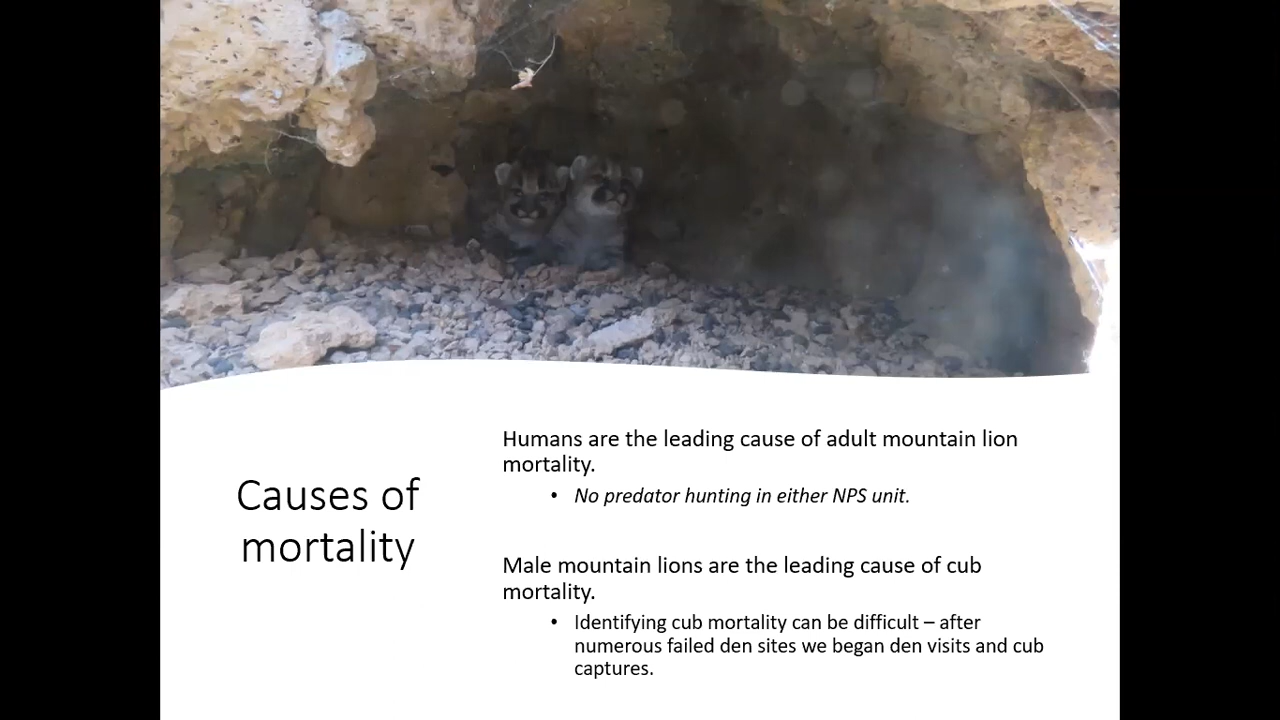 Causes of
mortality
Humans are the leading cause of adult mountain lion
mortality.
• No predator hunting in either NPS unit.
Male mountain lions are the leading cause of cub
mortality.
• Identifying cub mortality can be difficult – after
numerous failed den sites we began den visits and cub
captures.